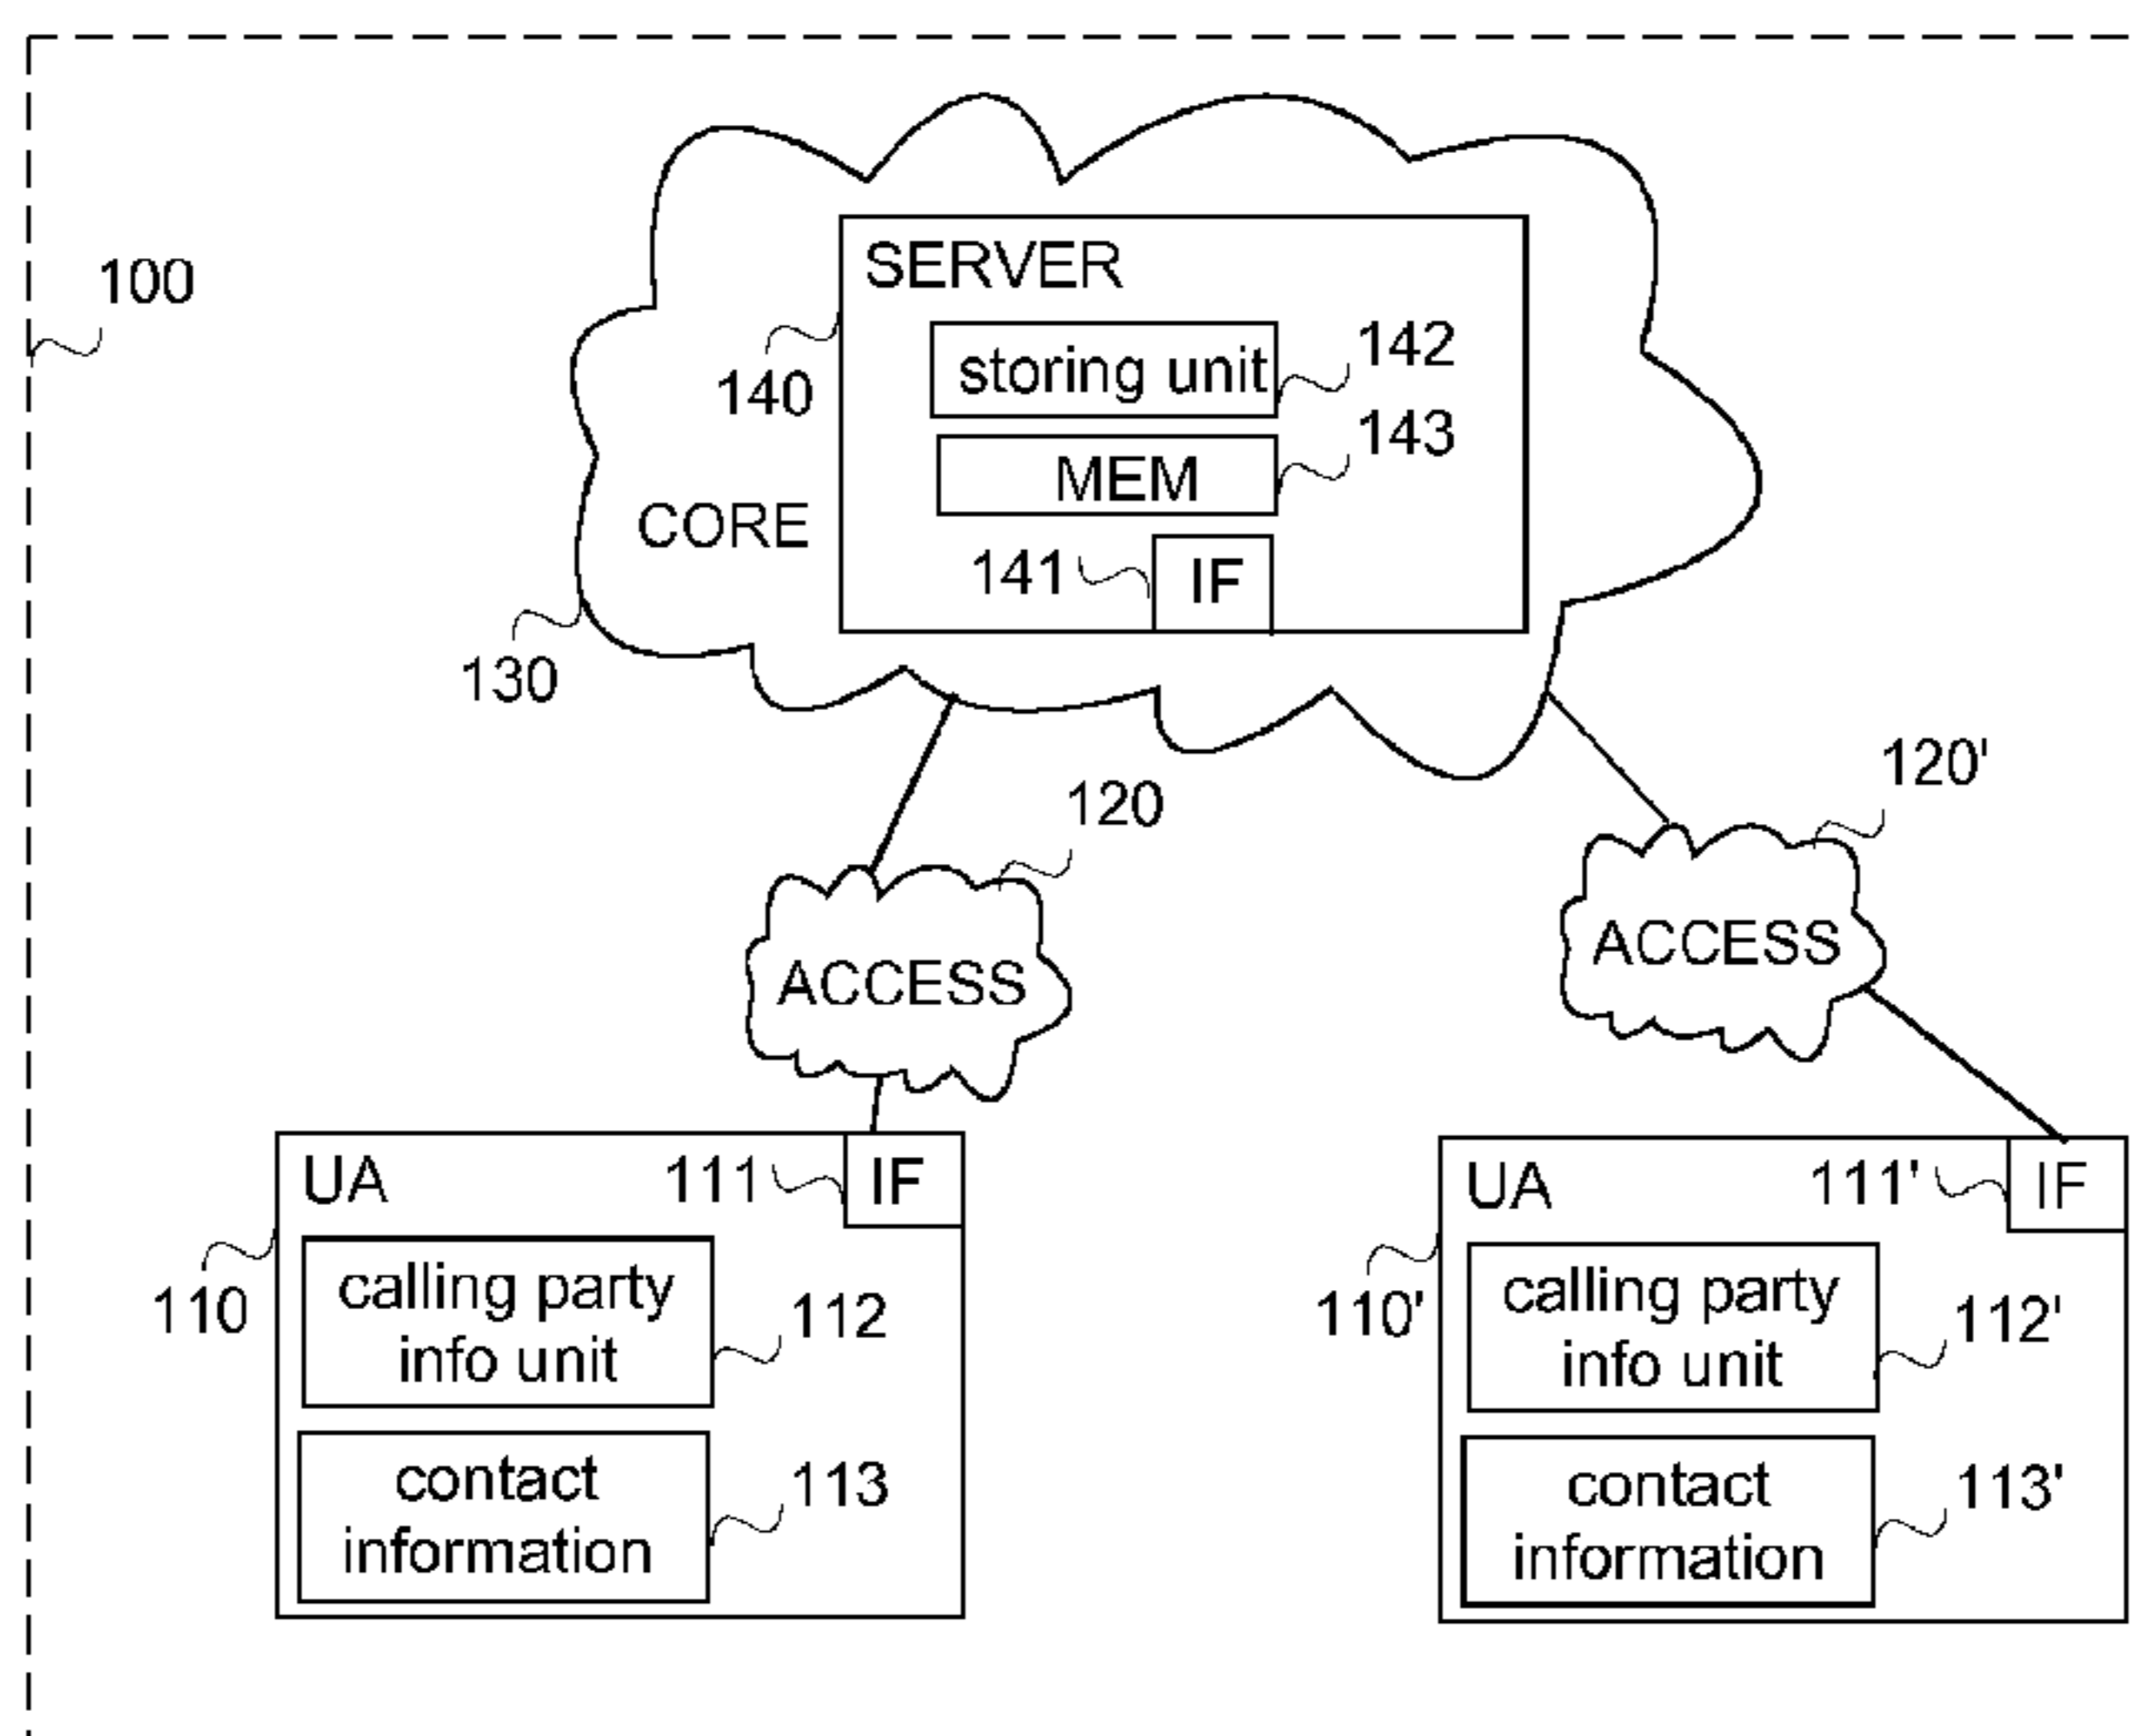 100
SERVER
storing unit
142
140
MEM
143
CORE
141
IF
130
120
120'
ACCESS
ACCESS
UA
111
IF
calling party
info unit
112
110
contact
information
113
UA
111'
IF
calling party
info unit
112'
110'
contact
information
113'